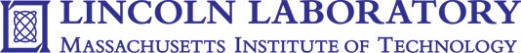 LINCOLN LABORATORY
MASSACHUSETTS INSTITUTE OF TECHNOLOGY